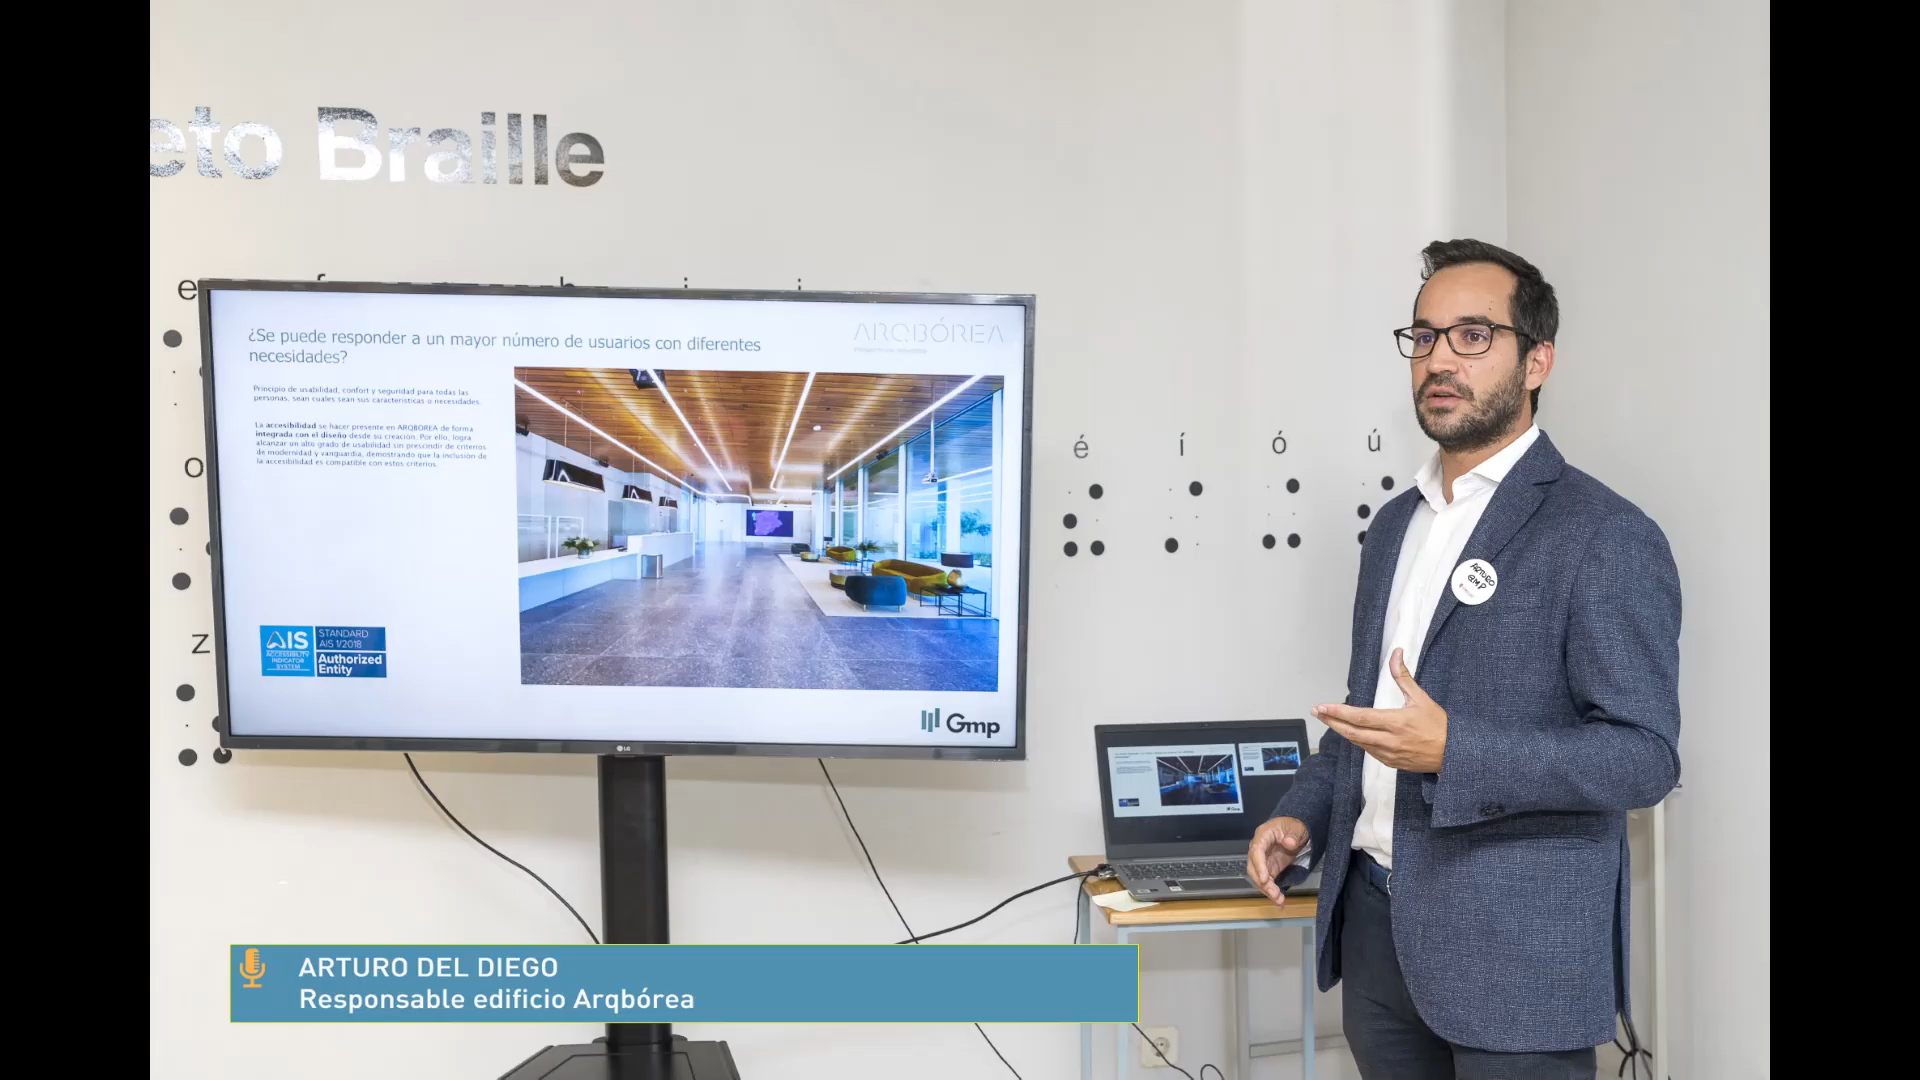 eto Braille
e f h i j
¿Se puede responder a un mayor número de usuarios con diferentes
necesidades?
ARQBÓREA
Principio de usabilidad, confort y seguridad para todas las
personas, sean cuales sean sus características o necesidades.
La accesibilidad se hacer presente en ARQBOREA de forma
integrada con el diseño desde su creación. Por ello, logra
alcanzar un alto grado de usabilidad sin prescindir de criterios
de modernidad y vanguardia, demostrando que la inclusión de
la accesibilidad es compatible con estos criterios.
o
z
é í ó ú
AIS
ACCESSIBILITY
INDICATOR
SYSTEM
STANDARD
AIS 1/2018
Authorized
Entity
Gmp
LG
ARTURO
GMP
ARTURO DEL DIEGO
Responsable edificio Arqbórea